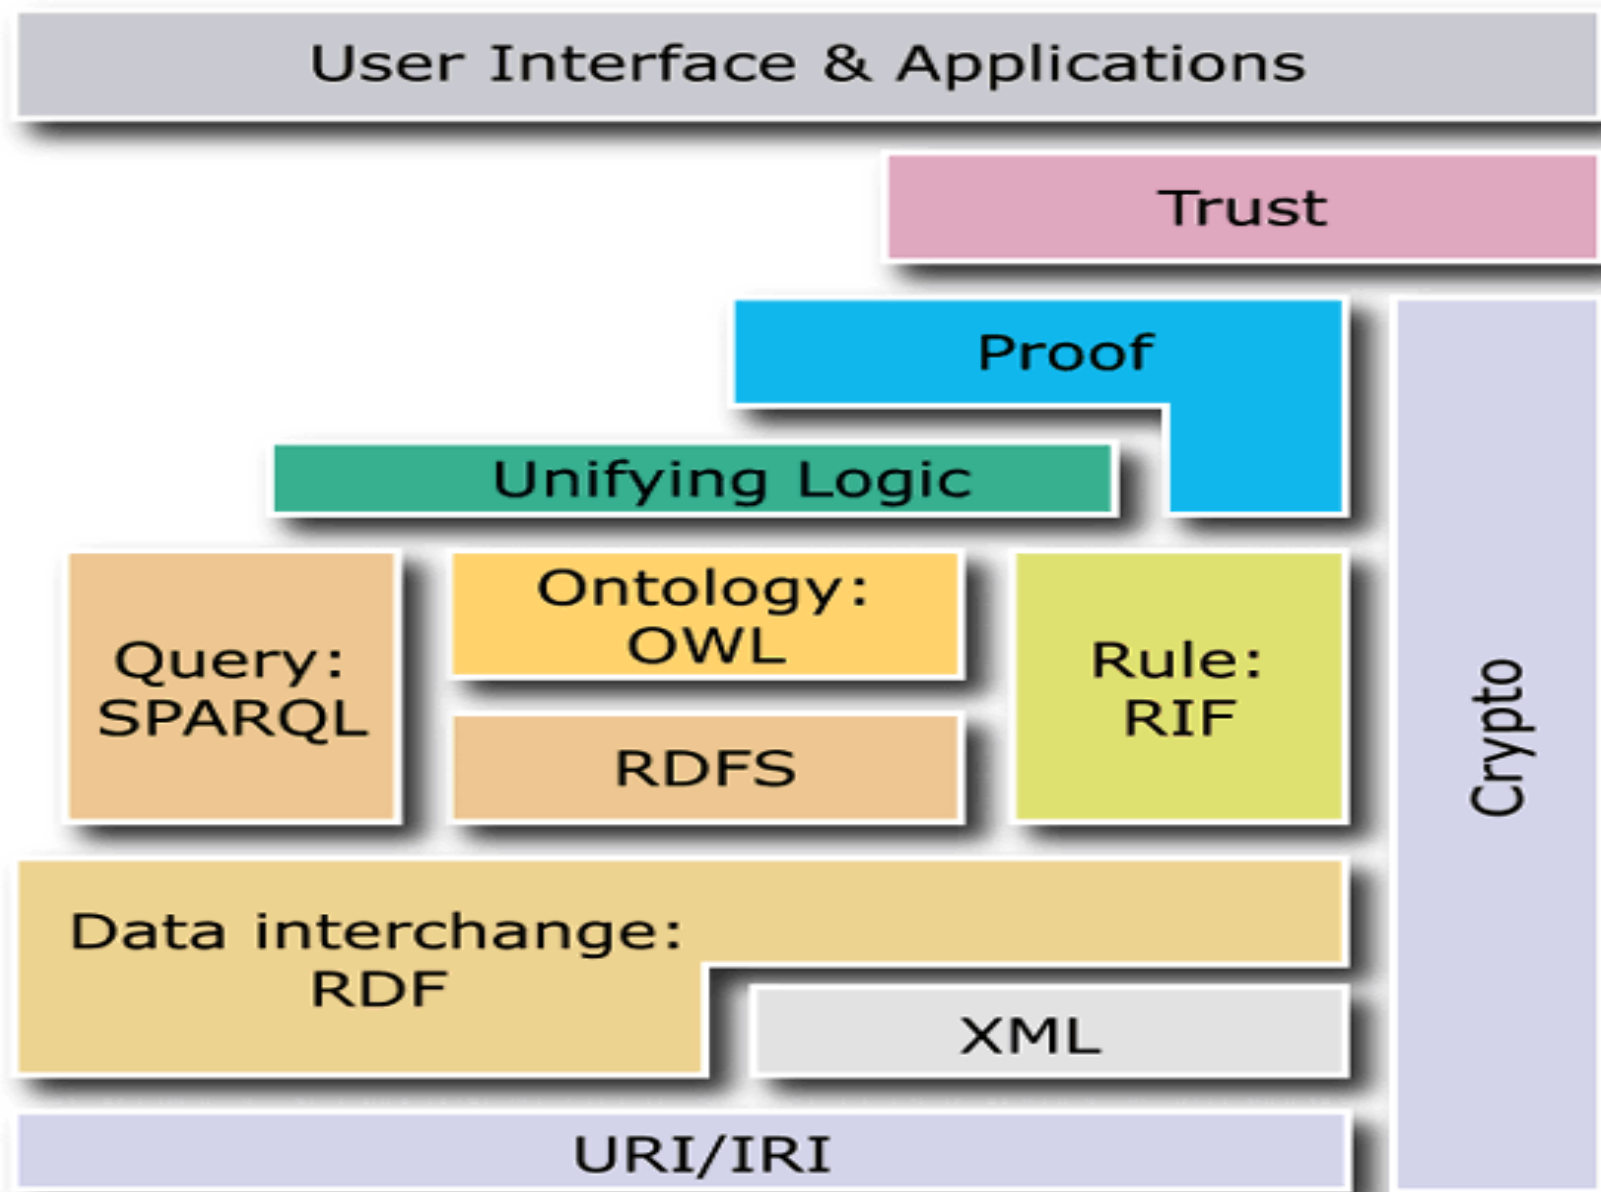 User Interface & Applications
Trust
Proof
Unifying Logic
Query:
SPARQL
Ontology:
OWL
RDFS
Rule:
RIF
Crypto
Data interchange:
RDF
XML
URI/IRI